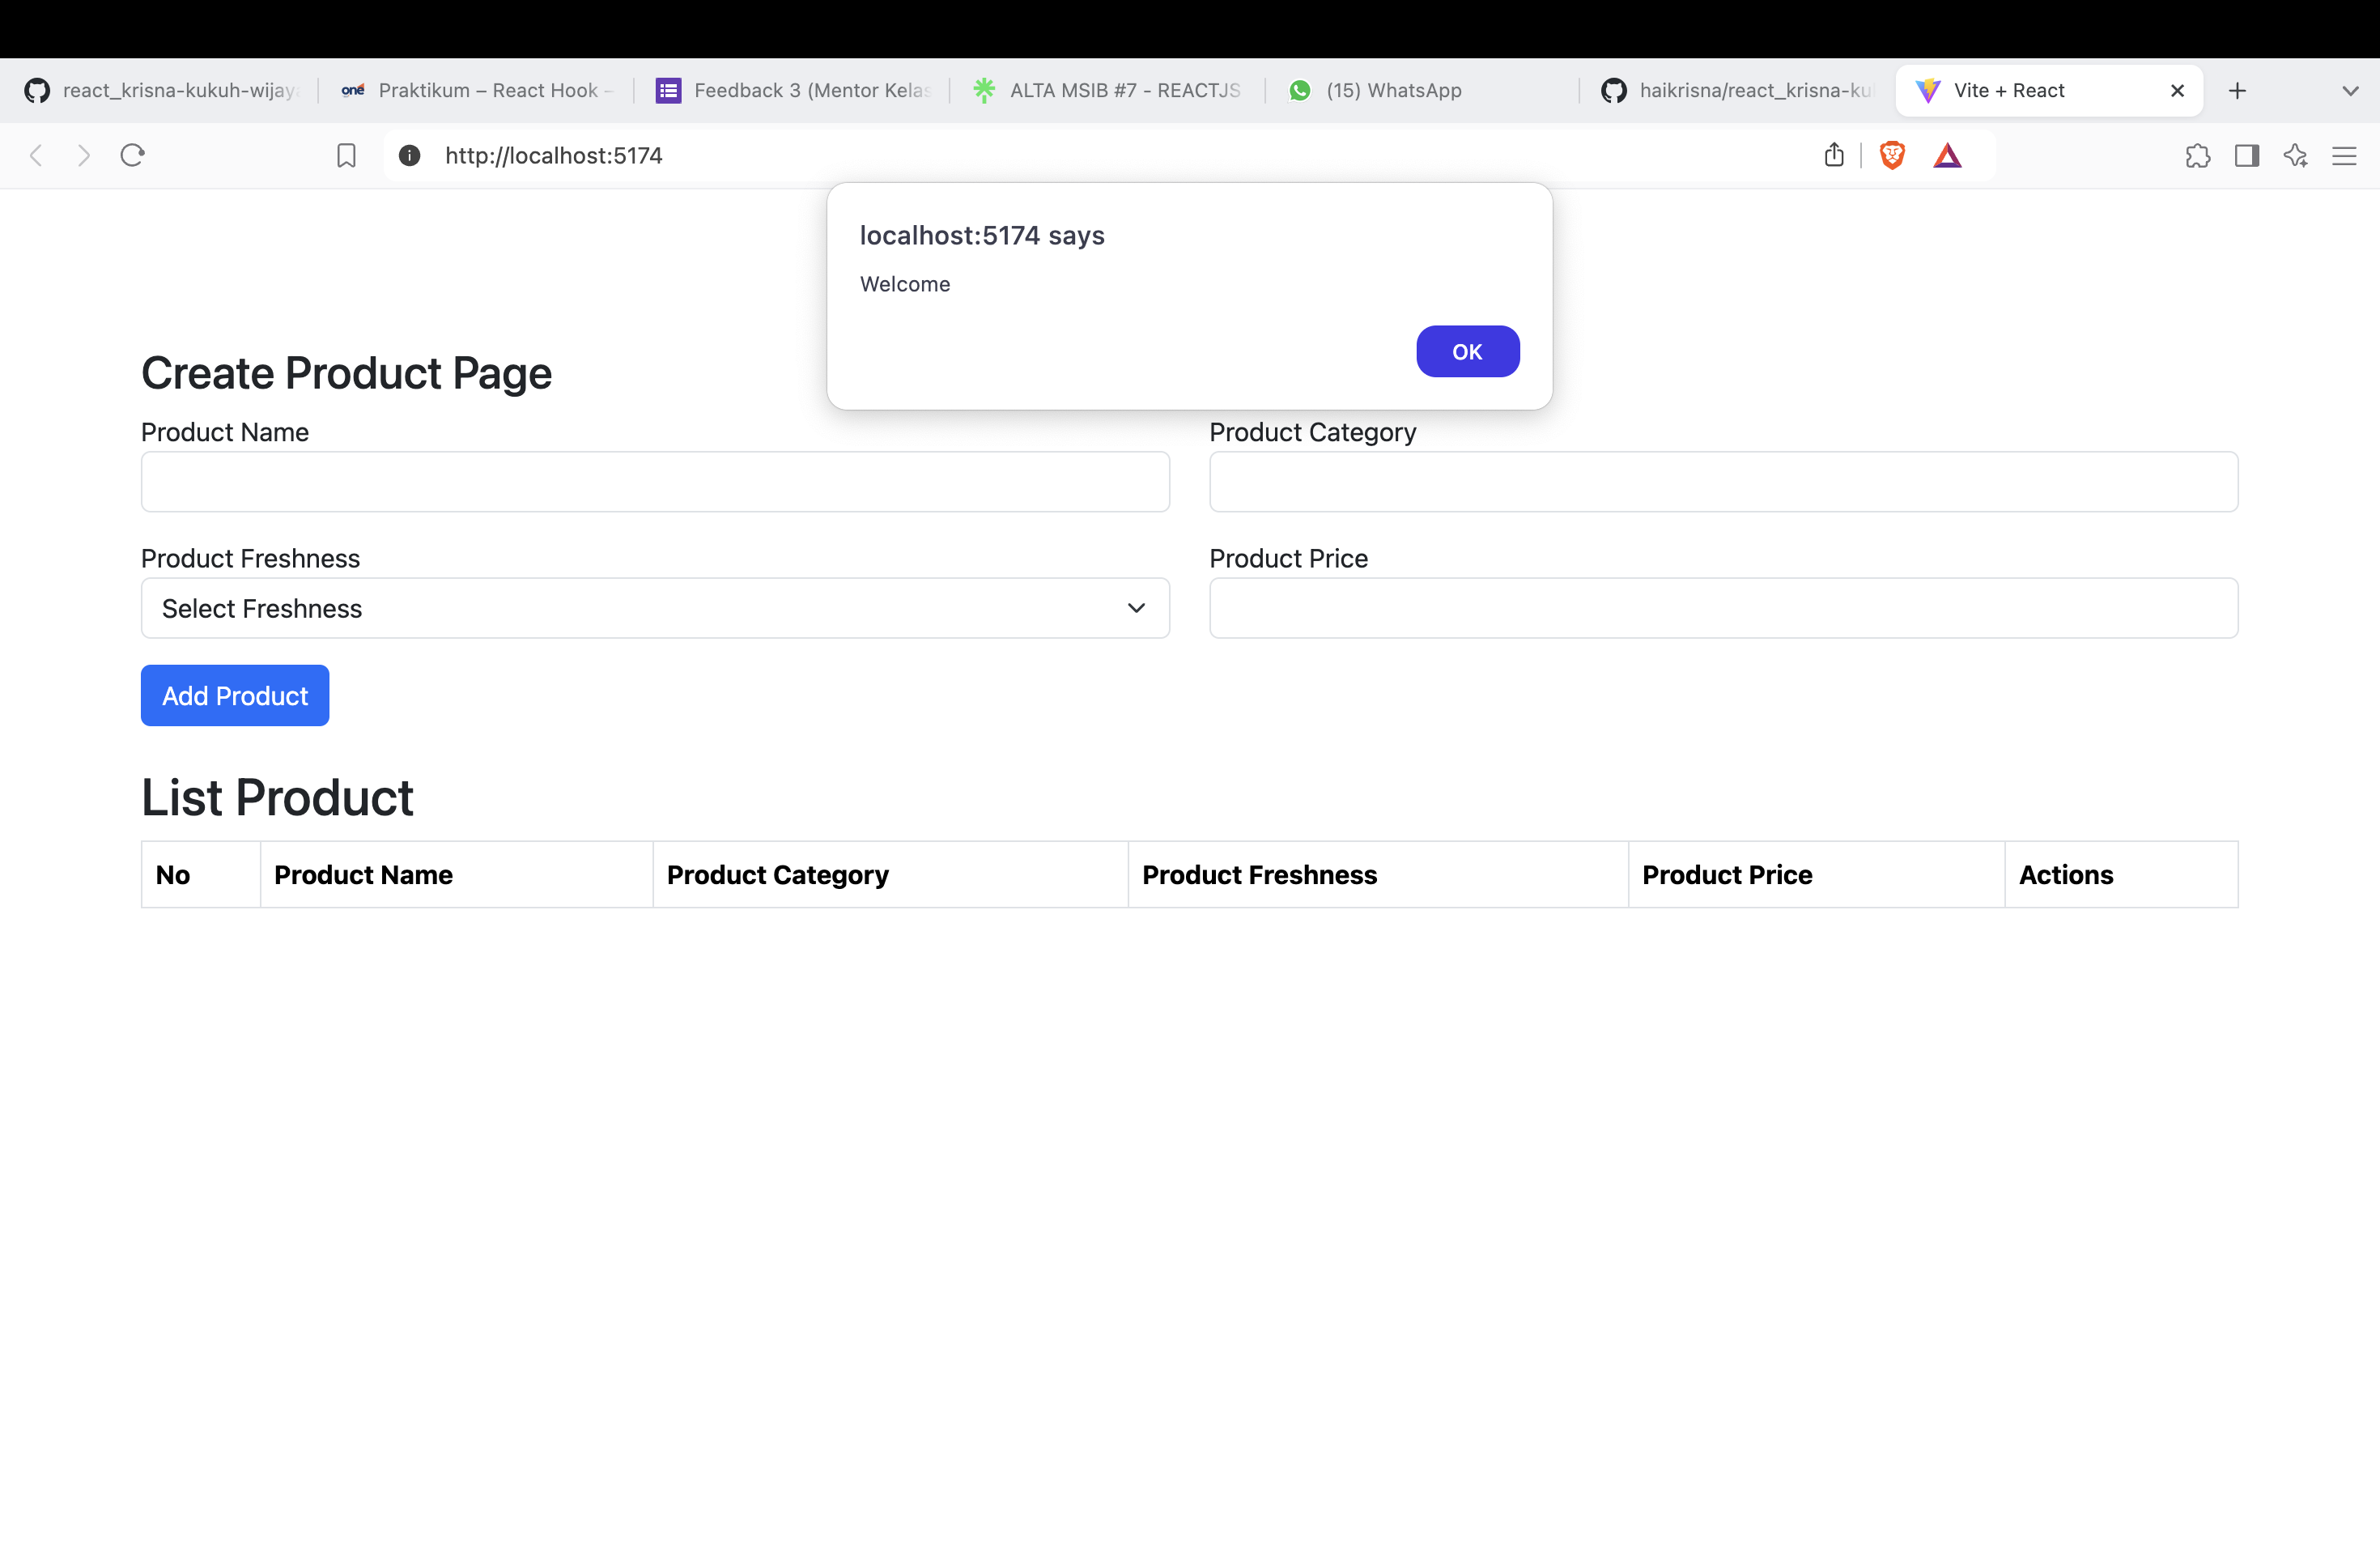 react_krisna-kukuh-wijaya
one Praktikum – React Hook –
Feedback 3 (Mentor Kelas
ALTA MSIB #7 - REACTJS
(15) WhatsApp
haikrisna/react_krisna-ku
Vite + React
http://localhost:5174
localhost:5174 says
Welcome
OK
Create Product Page
Product Name
Product Category
Product Freshness
Product Price
Select Freshness
Add Product
List Product
No Product Name Product Category Product Freshness Product Price Actions